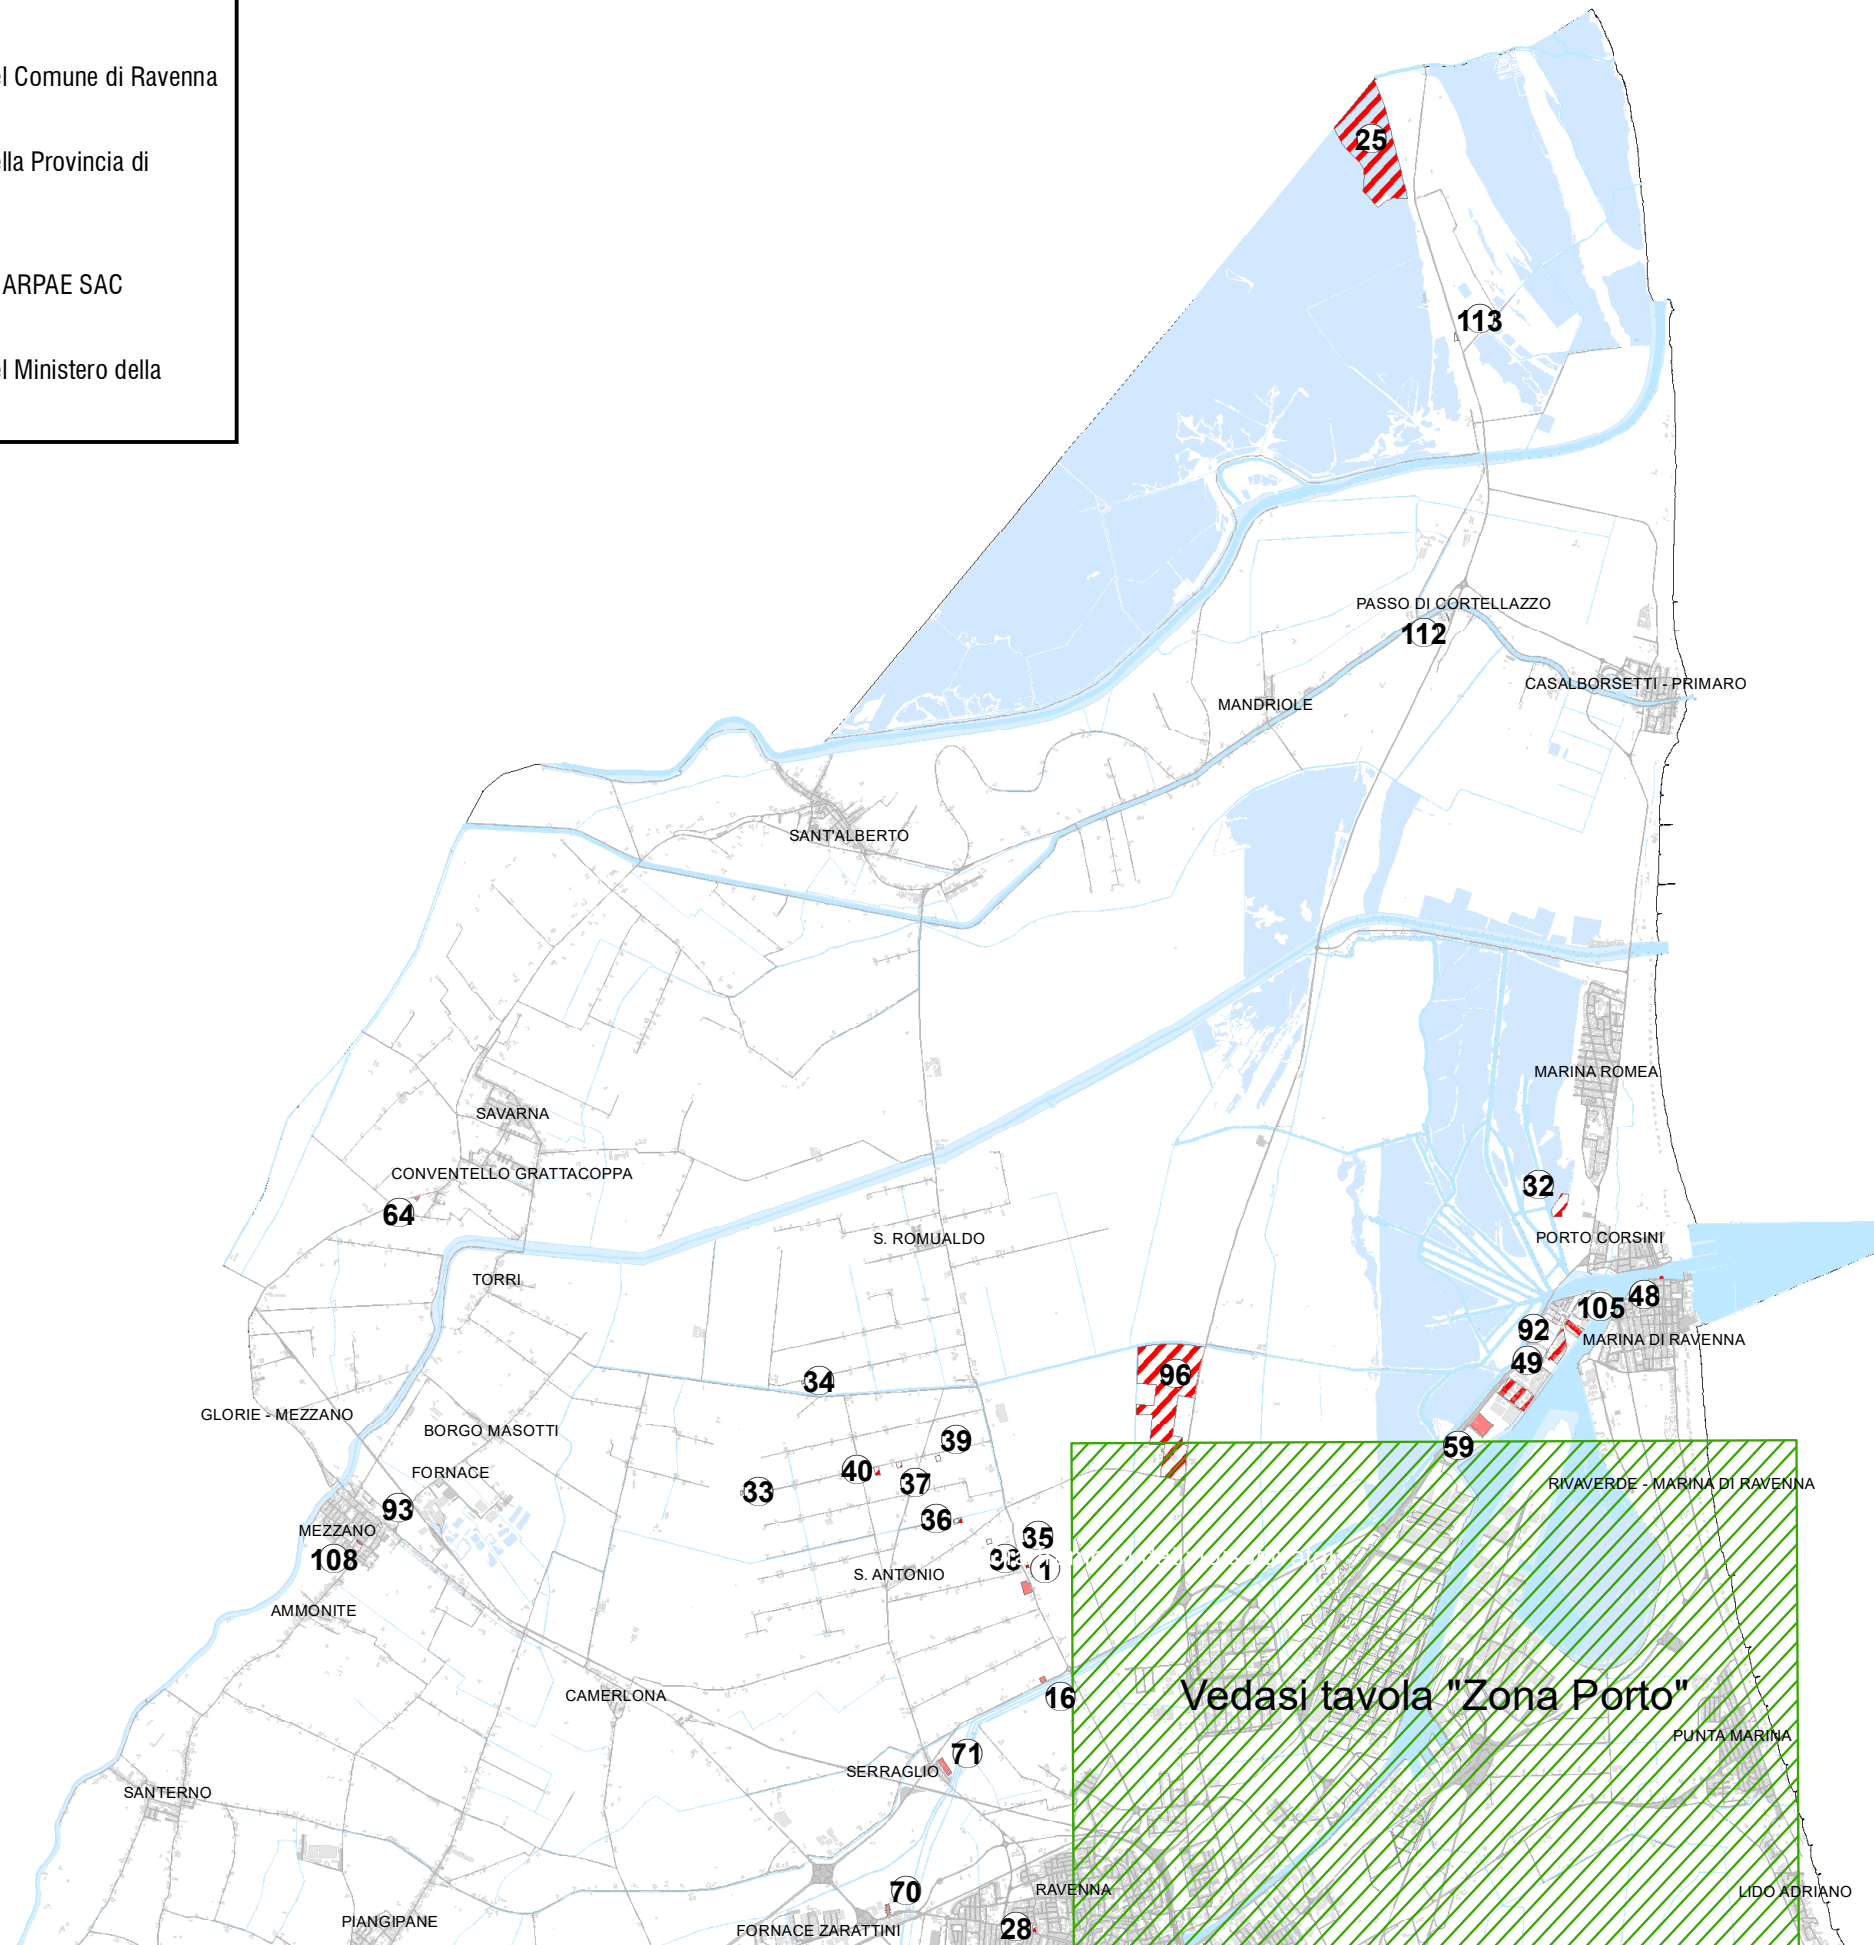 el Comune di Ravenna
ella Provincia di
ARPAE SAC
el Ministero della
25
113
PASSO DI CORTELLAZZO
112
CASALBORSETTI - PRIMARO
MANDRIOLE
SANT'ALBERTO
MARINA ROMEA
SAVARNA
CONVENTELLO GRATTACOPPA
64
32
S. ROMUALDO
PORTO CORSINI
TORRI
48
105
92
MARINA DI RAVENNA
49
96
34
GLORIE - MEZZANO
BORGO MASOTTI
39
59
FORNACE
40
37
33
RIVAVERDE - MARINA DI RAVENNA
93
36
MEZZANO
35
108
1
S. ANTONIO
AMMONITE
CAMERLONA
16
Vedasi tavola "Zona Porto"
PUNTA MARINA
71
SERRAGLIO
SANTERNO
70
RAVENNA
LIDO ADRIANO
PIANGIPANE
FORNACE ZARATTINI
28